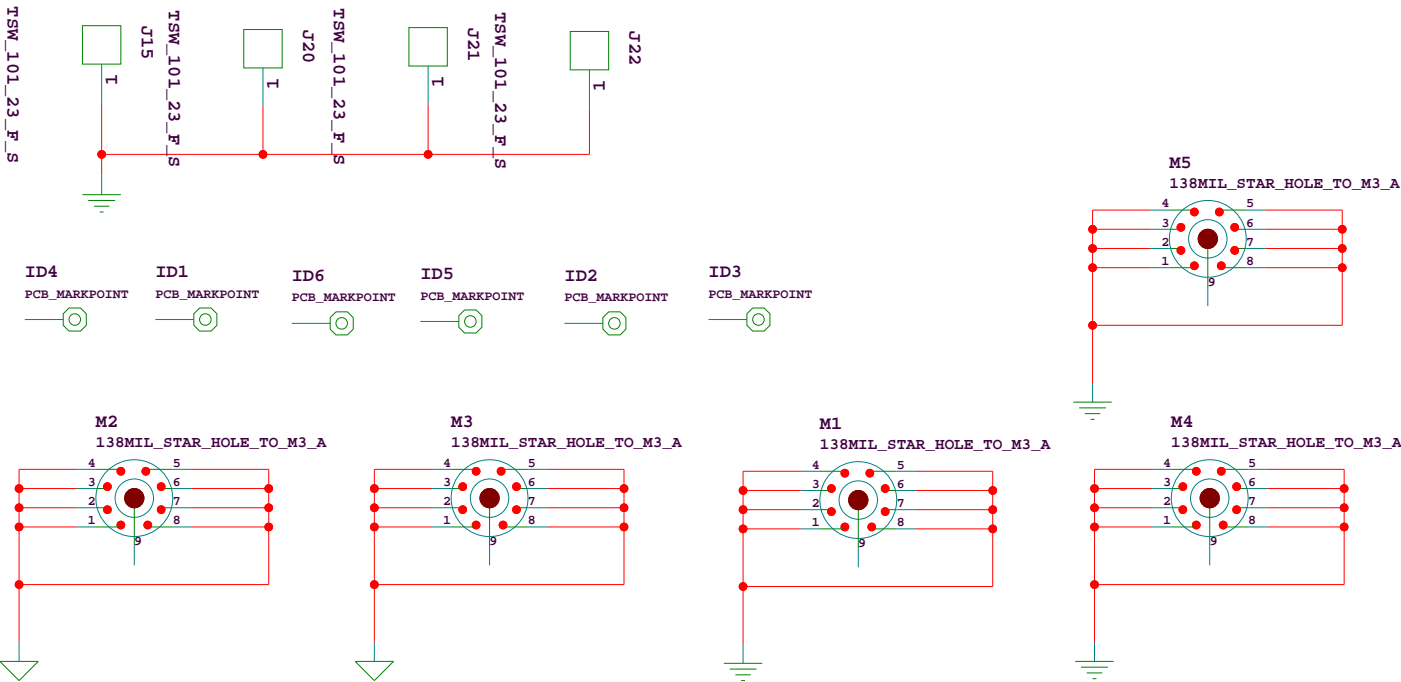 TSW_101_23_F_S
J15
1
TSW_101_23_F_S
J20
1
TSW_101_23_F_S
J21
1
TSW_101_23_F_S
J22
1
M5
138MIL_STAR_HOLE_TO_M3_A
4 5
3 6
2 7
1 8
9
ID4
PCB_MARKPOINT
ID1
PCB_MARKPOINT
ID6
PCB_MARKPOINT
ID5
PCB_MARKPOINT
ID2
PCB_MARKPOINT
ID3
PCB_MARKPOINT
M2
138MIL_STAR_HOLE_TO_M3_A
4 5
3 6
2 7
1 8
9
M3
138MIL_STAR_HOLE_TO_M3_A
4 5
3 6
2 7
1 8
9
M1
138MIL_STAR_HOLE_TO_M3_A
4 5
3 6
2 7
1 8
9
M4
138MIL_STAR_HOLE_TO_M3_A
4 5
3 6
2 7
1 8
9